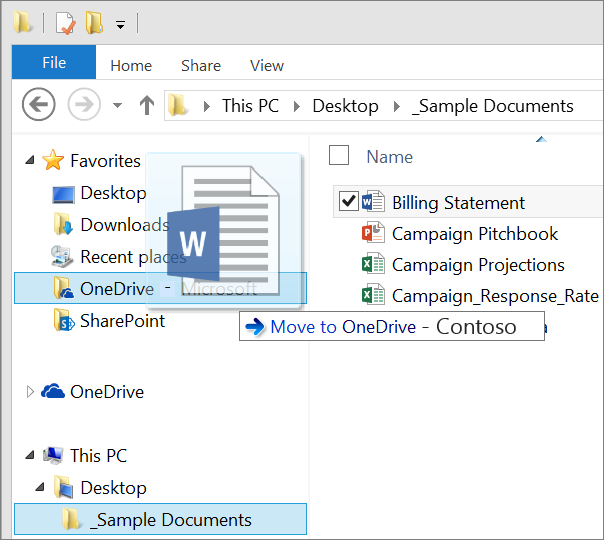 File Home Share View
This PC Desktop _Sample Documents
Favorites
Desktop
Downloads
Recent places
OneDrive - Microsoft
SharePoint
OneDrive
This PC
Desktop
_Sample Documents
W
Name
Billing Statement
Campaign Pitchbook
Campaign Projections
Campaign_Response_Rate
Move to OneDrive - Contoso